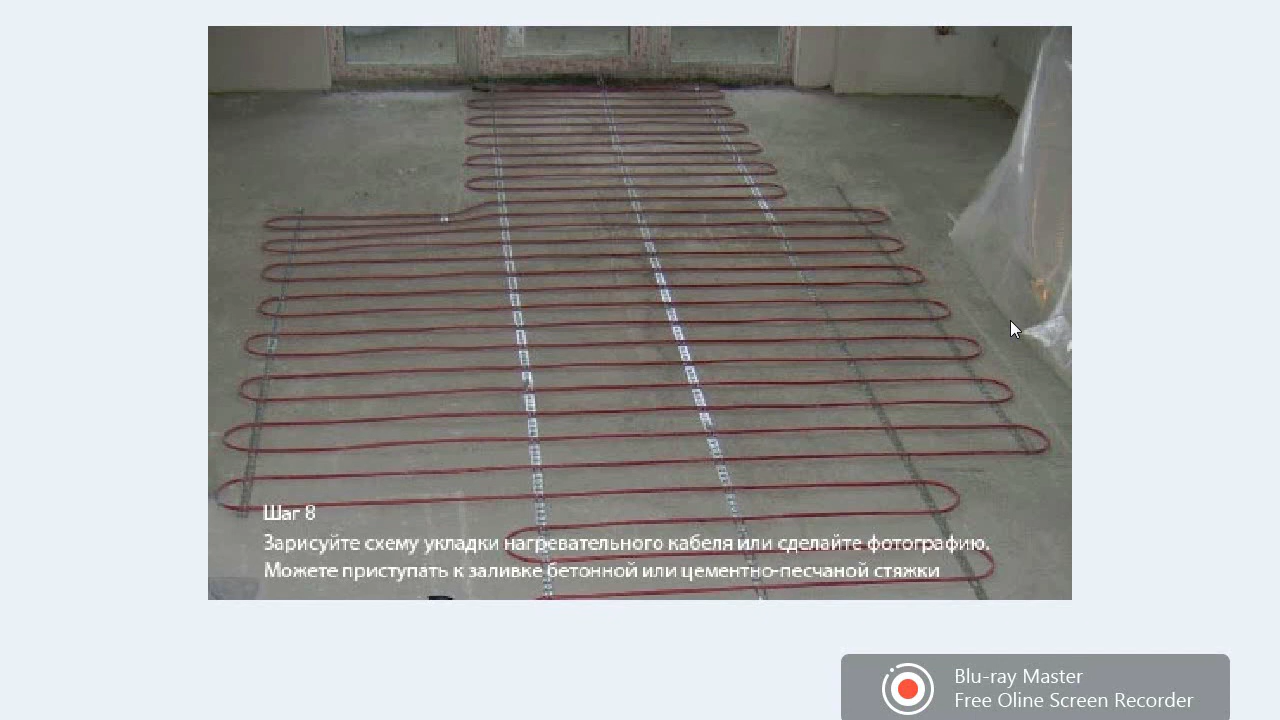 Шаг 8
Зарисуйте схему укладки нагревательного кабеля или сделайте фотографию.
Можете приступать к заливке бетонной или цементно-песчаной стяжки
Blu-ray Master
Free Oline Screen Recorder